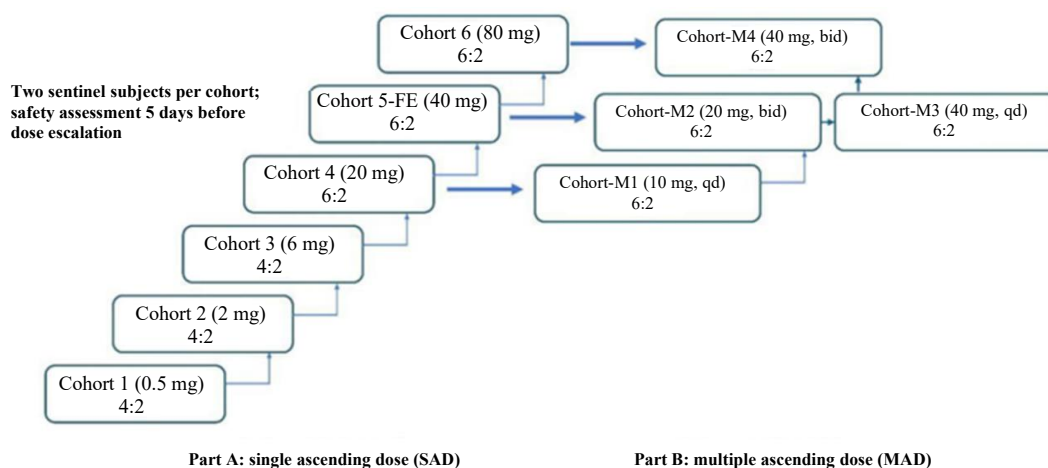 Cohort 6 (80 mg)
6:2
Cohort-M4 (40 mg, bid)
6:2
Two sentinel subjects per cohort;
safety assessment 5 days before
dose escalation
Cohort 5-FE (40 mg)
6:2
Cohort-M2 (20 mg, bid)
6:2
Cohort-M3 (40 mg, qd)
6:2
Cohort 4 (20 mg)
6:2
Cohort-M1 (10 mg, qd)
6:2
Cohort 3 (6 mg)
4:2
Cohort 2 (2 mg)
4:2
Cohort 1 (0.5 mg)
4:2
Part A: single ascending dose (SAD)
Part B: multiple ascending dose (MAD)